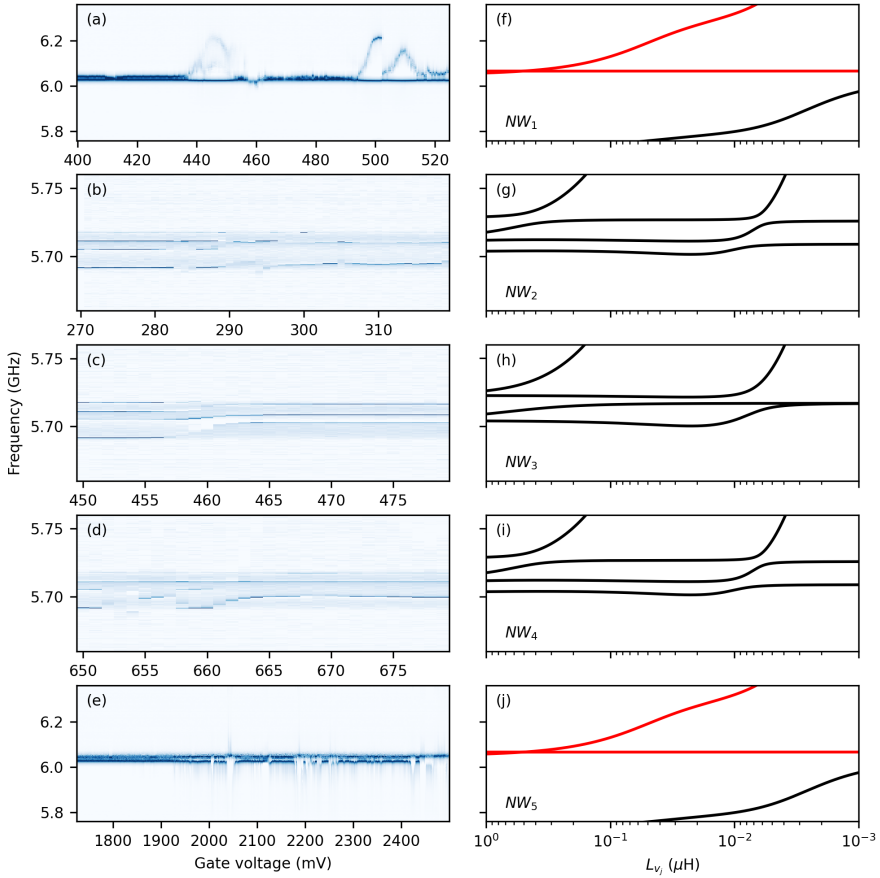 (a)
6.2
6.0
5.8
400 420 440 460 480 500 520
(f)
NW1
(b)
5.75
5.70
270 280 290 300 310
(g)
NW2
(c)
5.75
5.70
450 455 460 465 470 475
(h)
NW3
(d)
5.75
5.70
650 655 660 665 670 675
(i)
NW4
(e)
6.2
6.0
5.8
1800 1900 2000 2100 2200 2300 2400
Gate voltage (mV)
Frequency (GHz)
(j)
NW5
10⁰ 10⁻¹ 10⁻² 10⁻³
L_{v_j} (μH)